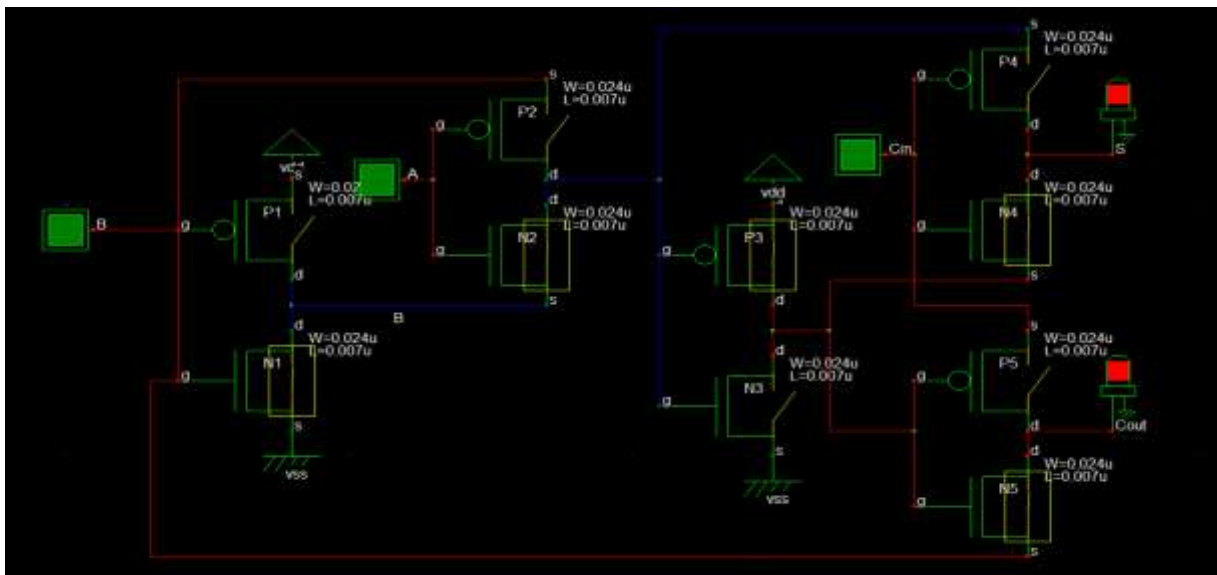 s
W=0.024u
L=0.007u
P4
g
d
S
s
W=0.024u
L=0.007u
P2
g
d
A
Cin
vdd
s
L=0.007u
P1
g
d
B
d
W=0.024u
L=0.007u
N2
g
s
B
vdd
W=0.024u
L=0.007u
P3
g
d
d
W=0.024u
L=0.007u
N4
g
s
d
W=0.024u
L=0.007u
N1
g
s
vss
d
W=0.024u
L=0.007u
N3
g
s
vss
s
W=0.024u
L=0.007u
P5
g
d
Cout
d
W=0.024u
L=0.007u
N5
g
s